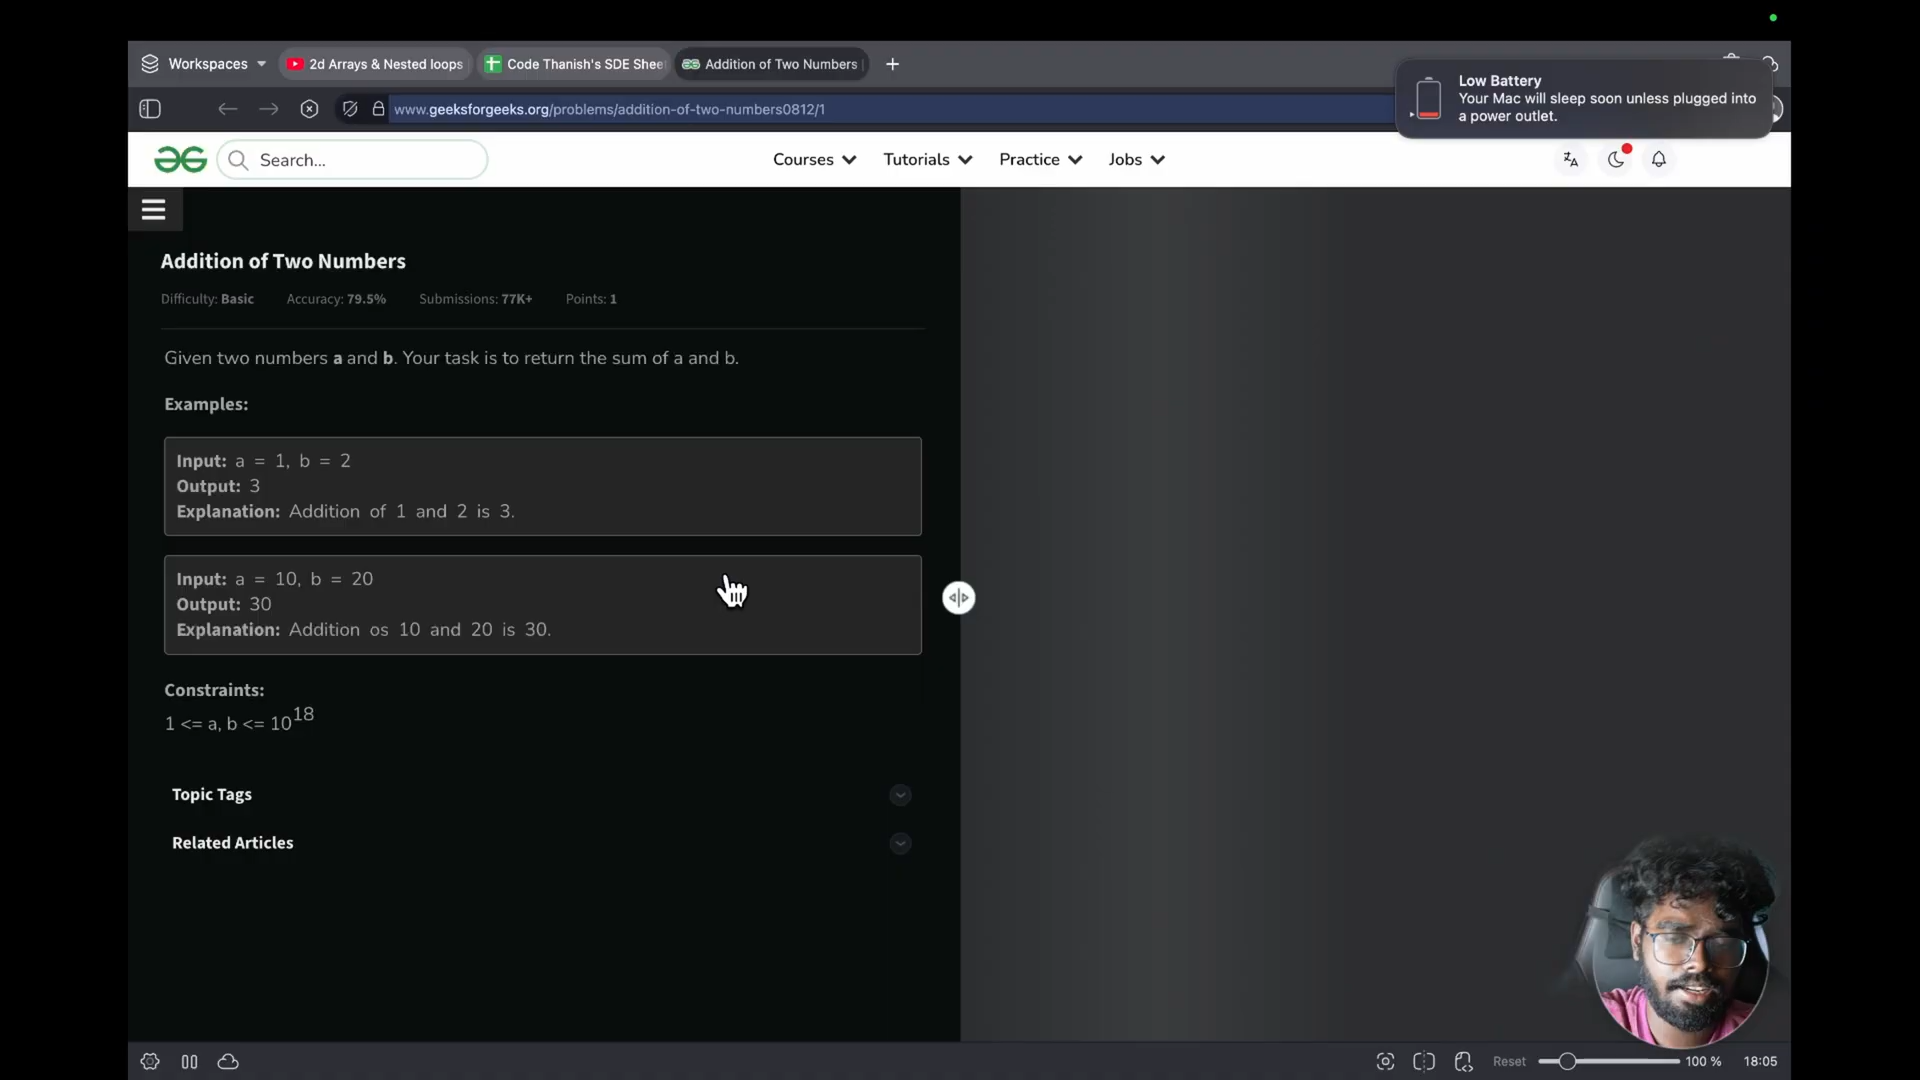 Workspaces
2d Arrays & Nested loops
Code Thanish's SDE Shee
Addition of Two Numbers
www.geeksforgeeks.org/problems/addition-of-two-numbers0812/1
Low Battery
Your Mac will sleep soon unless plugged into
a power outlet.
Search...
Courses
Tutorials
Practice
Jobs
Addition of Two Numbers
Difficulty: Basic Accuracy: 79.5% Submissions: 77K+ Points: 1
Given two numbers a and b. Your task is to return the sum of a and b.
Examples:
Input: a = 1, b = 2
Output: 3
Explanation: Addition of 1 and 2 is 3.
Input: a = 10, b = 20
Output: 30
Explanation: Addition os 10 and 20 is 30.
Constraints:
1 <= a, b <= 10^18
Topic Tags
Related Articles
Reset 100 % 18:05